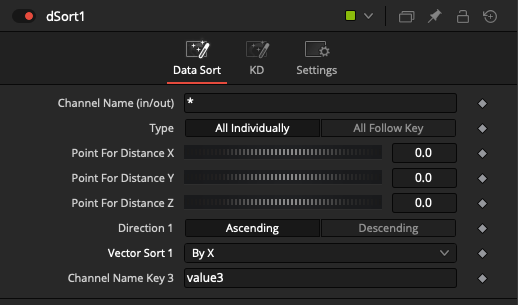 dSort1
Data Sort KD Settings
Channel Name (in/out) *
Type All Individually All Follow Key
Point For Distance X 0.0
Point For Distance Y 0.0
Point For Distance Z 0.0
Direction 1 Ascending Descending
Vector Sort 1 By X
Channel Name Key 3 value3